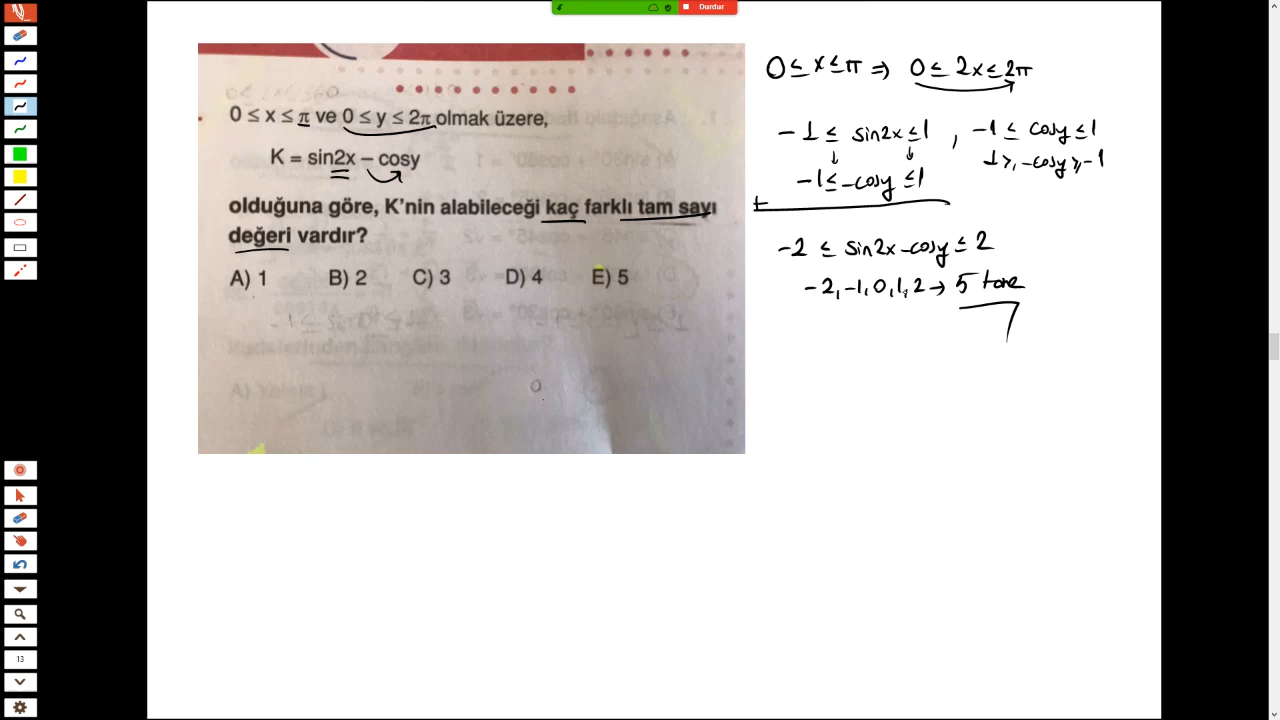 Durdur
0 ≤ x ≤ π ve 0 ≤ y ≤ 2π olmak üzere,
K = sin2x – cosy
olduğuna göre, K'nin alabileceği kaç farklı tam sayı
değeri vardır?
A) 1 B) 2 C) 3 D) 4 E) 5
0 ≤ x ≤ π ⇒ 0 ≤ 2x ≤ 2π
-1 ≤ sin2x ≤ 1 , -1 ≤ cosy ≤ 1
1 ≥ -cosy ≥ -1
-1 ≤ -cosy ≤ 1
+
-2 ≤ sin2x - cosy ≤ 2
-2, -1, 0, 1, 2 → 5 tane
13